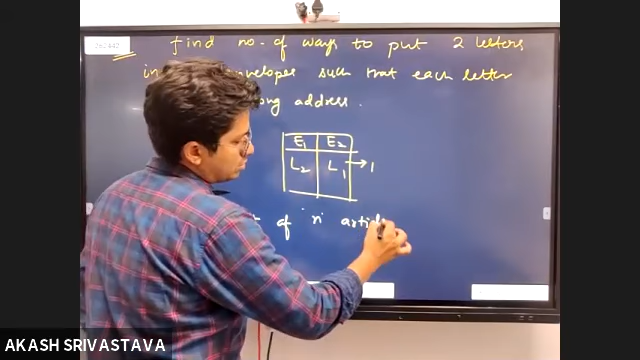 find no. of ways to put 2 letters
in envelopes such that each letter
address.
E1 E2
L2 L1 → 1
of 'n' artic
AKASH SRIVASTAVA